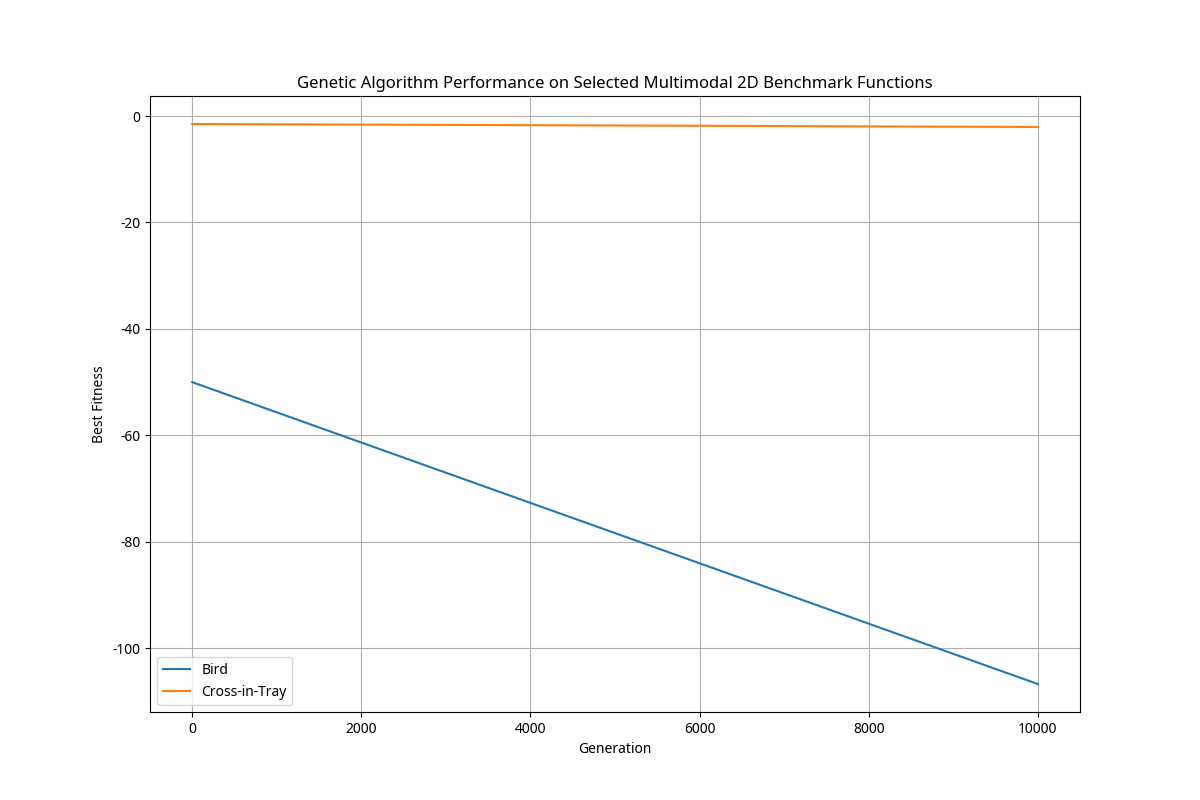 Genetic Algorithm Performance on Selected Multimodal 2D Benchmark Functions
0
-20
-40
-60
-80
-100
Best Fitness
Bird
Cross-in-Tray
0 2000 4000 6000 8000 10000
Generation